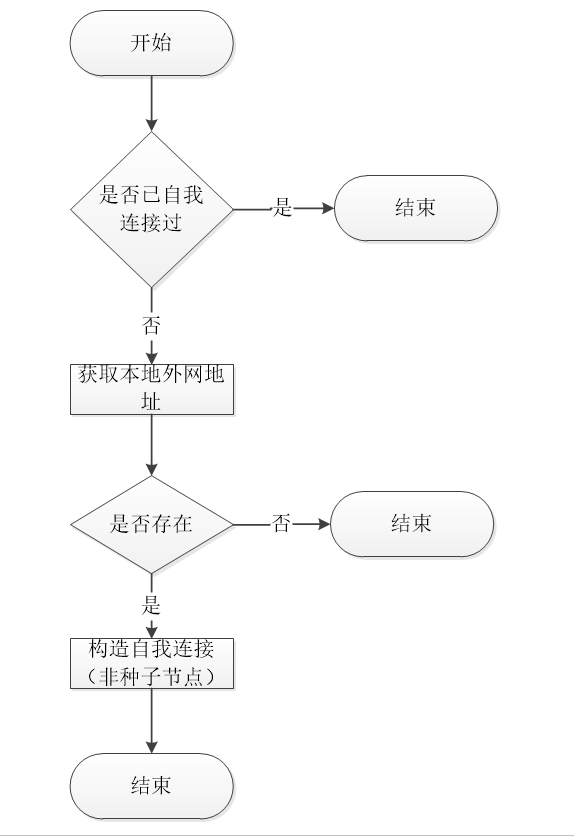 开始
是否已自我
连接过
是
结束
否
获取本地外网地
址
是否存在
否
结束
是
构造自我连接
（非种子节点）
结束